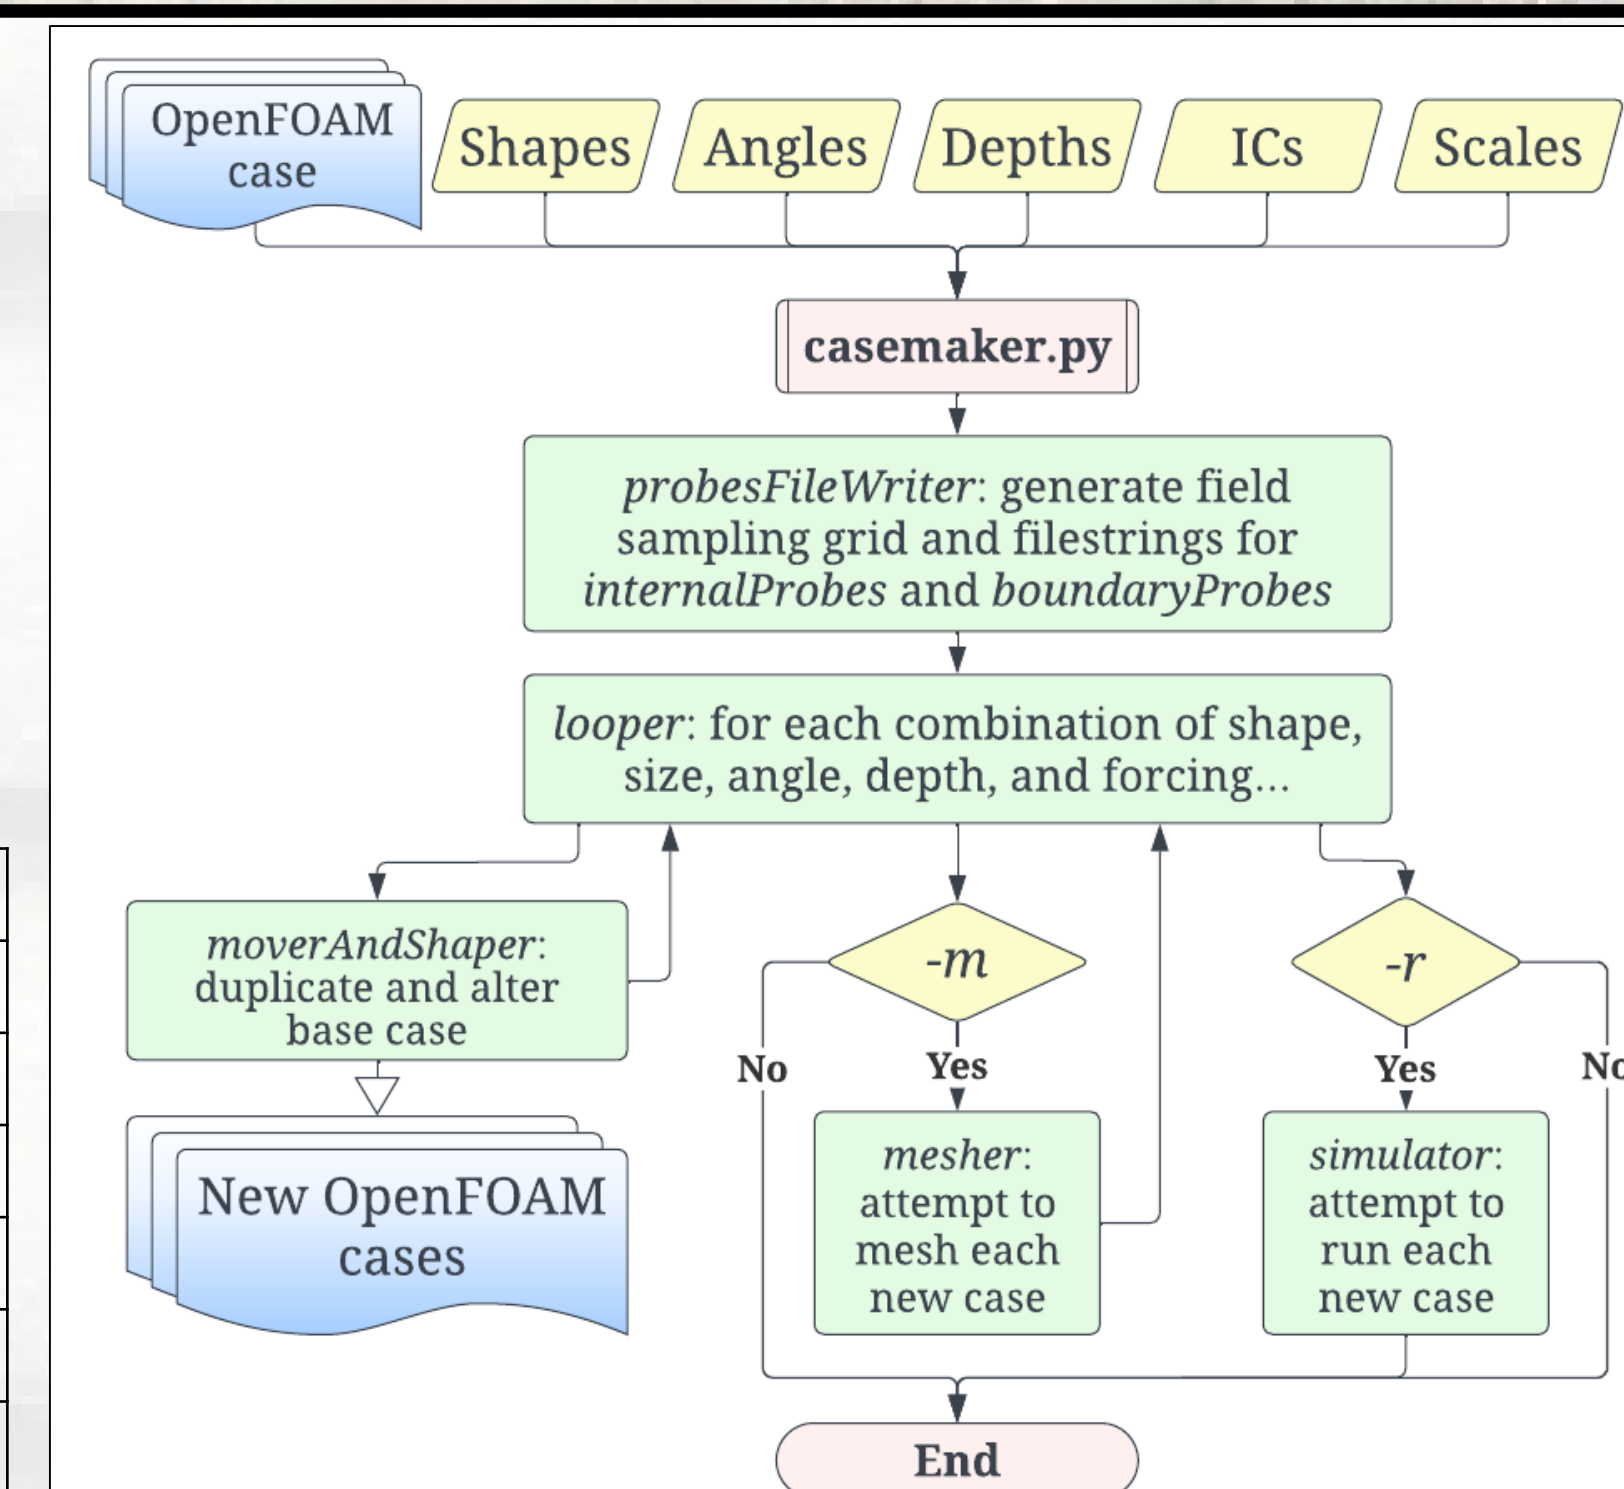 OpenFOAM
case
Shapes
Angles
Depths
ICs
Scales
casemaker.py
probesFileWriter: generate field
sampling grid and filestrings for
internalProbes and boundaryProbes
looper: for each combination of shape,
size, angle, depth, and forcing...
moverAndShaper:
duplicate and alter
base case
-m
-r
No
Yes
Yes
No
New OpenFOAM
cases
mesher:
attempt to
mesh each
new case
simulator:
attempt to
run each
new case
End